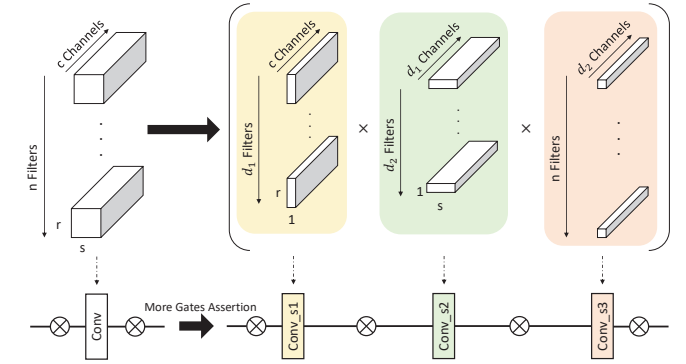 c Channels
n Filters
r
s
c Channels
d₁ Filters
r
1
×
d₁ Channels
d₂ Filters
1
s
×
d₂ Channels
n Filters
More Gates Assertion
Conv
Conv_s1
Conv_s2
Conv_s3